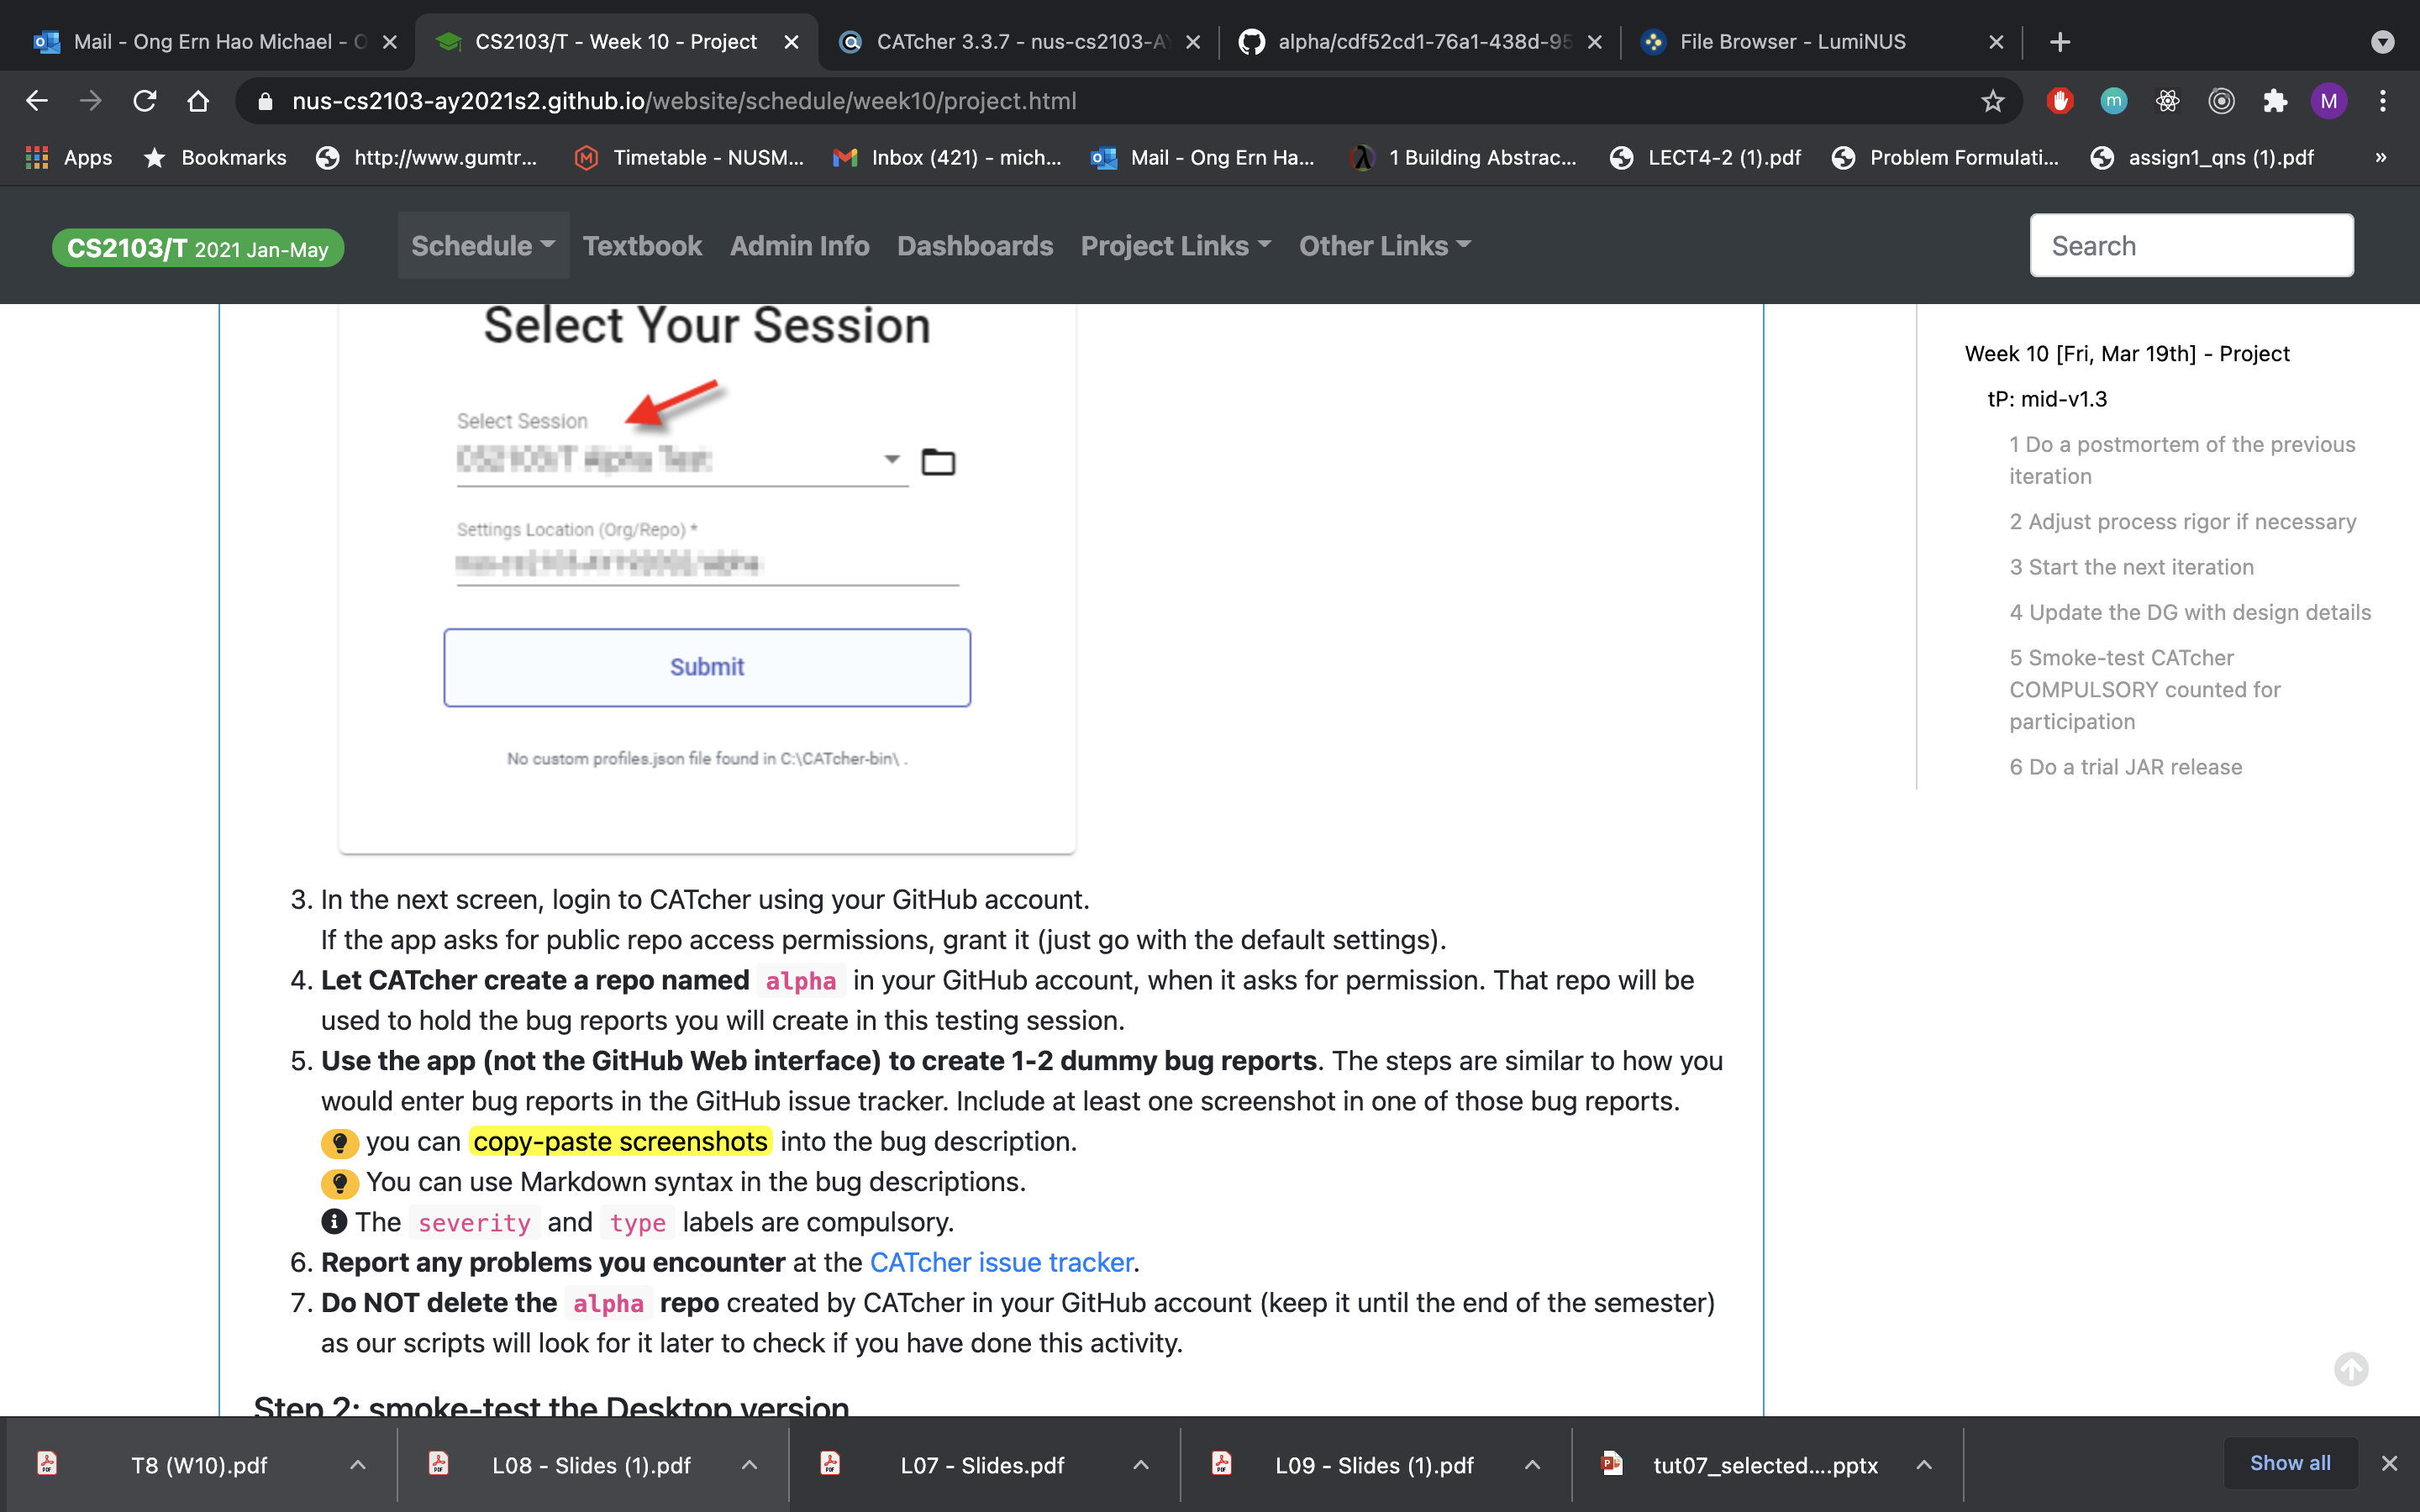 Mail - Ong Ern Hao Michael - O
CS2103/T - Week 10 - Project
CATcher 3.3.7 - nus-cs2103-AY
alpha/cdf52cd1-76a1-438d-95
File Browser - LumiNUS
nus-cs2103-ay2021s2.github.io/website/schedule/week10/project.html
m
M
Apps
Bookmarks
http://www.gumtr...
Timetable - NUSM...
Inbox (421) - mich...
Mail - Ong Ern Ha...
1 Building Abstrac...
LECT4-2 (1).pdf
Problem Formulati...
assign1_qns (1).pdf
»
CS2103/T 2021 Jan-May
Schedule
Textbook
Admin Info
Dashboards
Project Links
Other Links
Search
Select Your Session
Select Session
CS2103/T Alpha Test
Settings Location (Org/Repo) *
Submit
No custom profiles.json file found in C:\CATcher-bin\ .
3. In the next screen, login to CATcher using your GitHub account.
If the app asks for public repo access permissions, grant it (just go with the default settings).
4. Let CATcher create a repo named alpha in your GitHub account, when it asks for permission. That repo will be
used to hold the bug reports you will create in this testing session.
5. Use the app (not the GitHub Web interface) to create 1-2 dummy bug reports. The steps are similar to how you
would enter bug reports in the GitHub issue tracker. Include at least one screenshot in one of those bug reports.
you can copy-paste screenshots into the bug description.
You can use Markdown syntax in the bug descriptions.
The severity and type labels are compulsory.
6. Report any problems you encounter at the CATcher issue tracker.
7. Do NOT delete the alpha repo created by CATcher in your GitHub account (keep it until the end of the semester)
as our scripts will look for it later to check if you have done this activity.
Step 2: smoke-test the Desktop version
Week 10 [Fri, Mar 19th] - Project
tP: mid-v1.3
1 Do a postmortem of the previous
iteration
2 Adjust process rigor if necessary
3 Start the next iteration
4 Update the DG with design details
5 Smoke-test CATcher
COMPULSORY counted for
participation
6 Do a trial JAR release
T8 (W10).pdf
L08 - Slides (1).pdf
L07 - Slides.pdf
L09 - Slides (1).pdf
tut07_selected....pptx
Show all